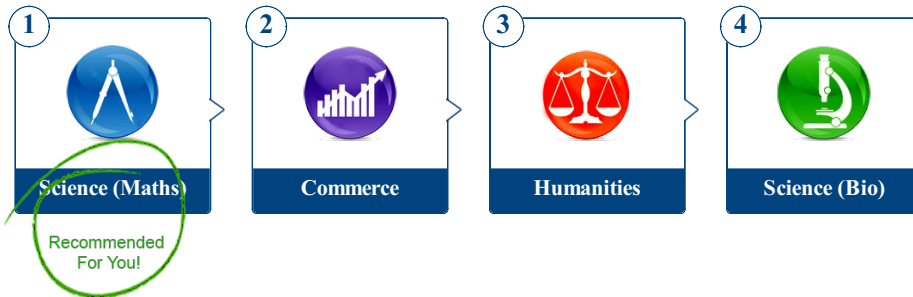 1 2 3 4
Science (Maths) Commerce Humanities Science (Bio)
Recommended
For You!